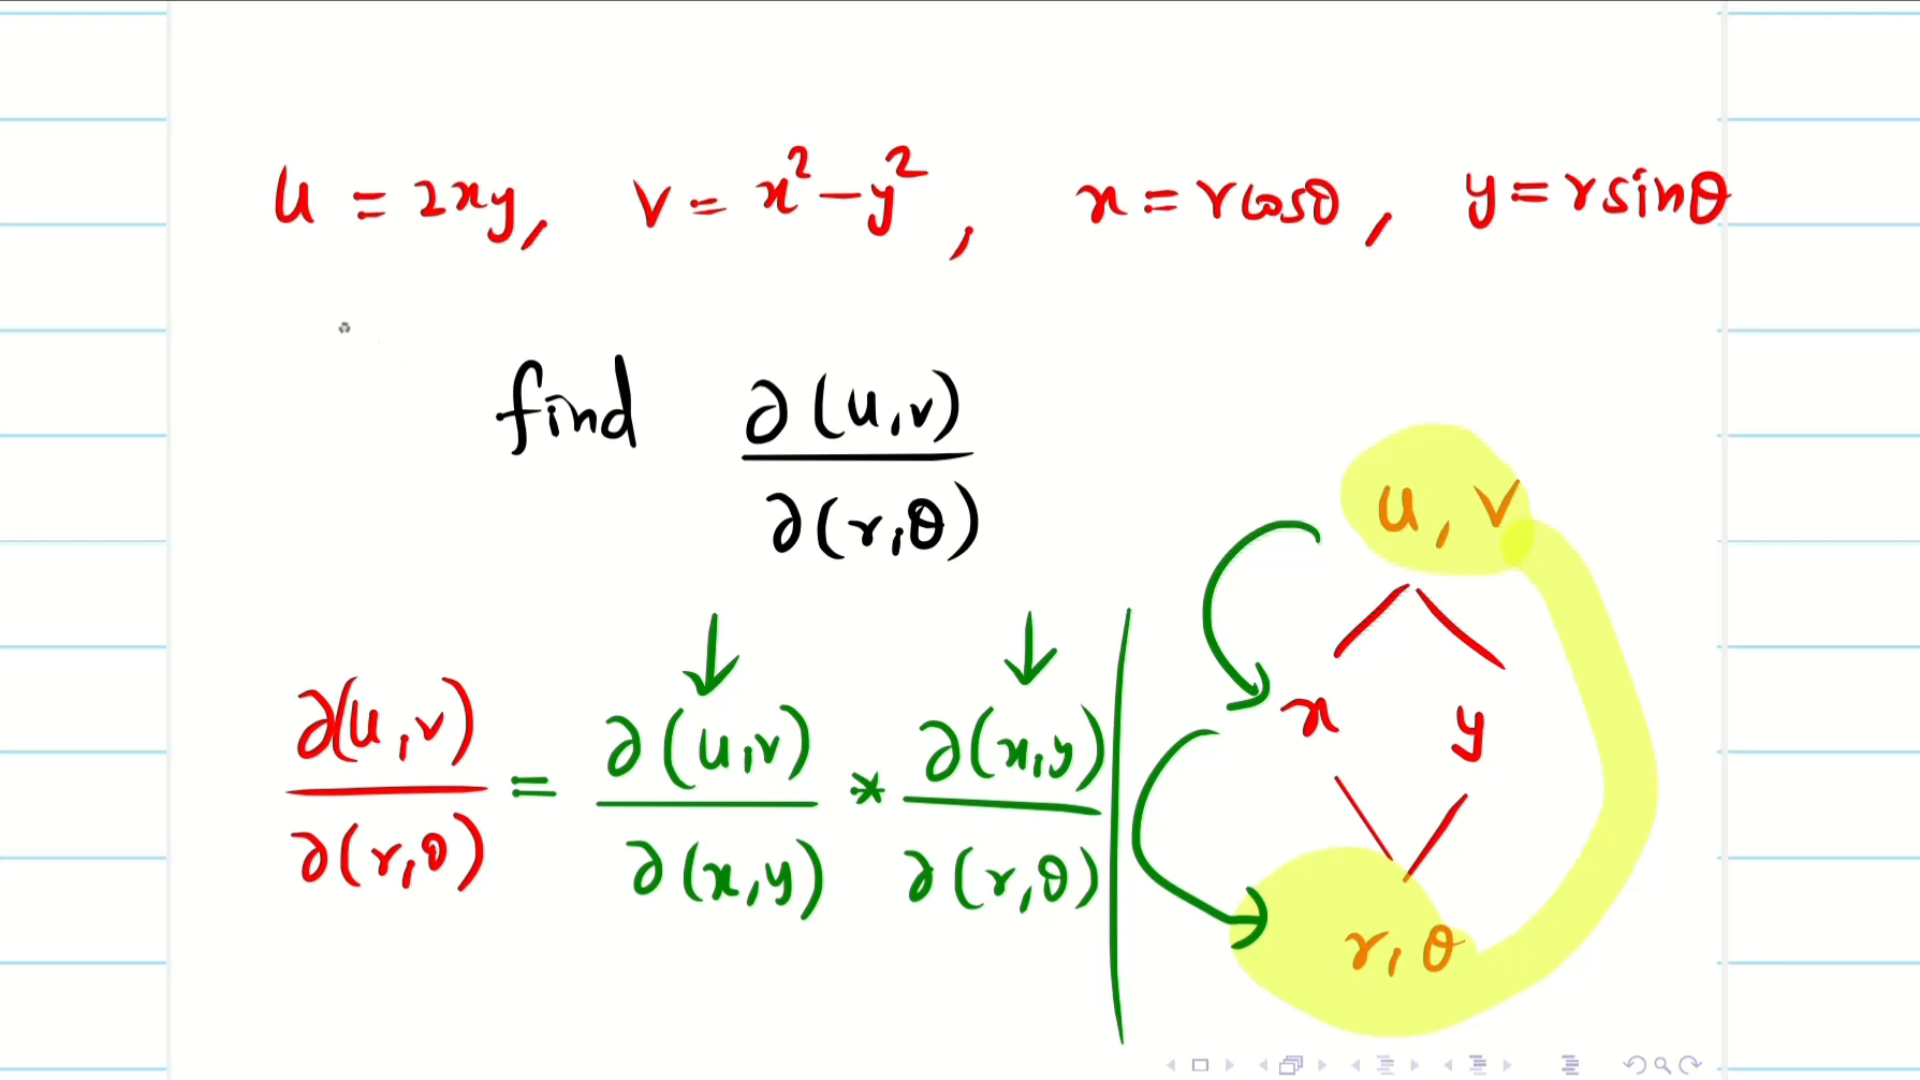 u = 2xy, v = x² – y², x = r cosθ, y = r sinθ
find ∂(u,v)/∂(r,θ)
∂(u,v)/∂(r,θ) = ∂(u,v)/∂(x,y) * ∂(x,y)/∂(r,θ)
u, v
x y
r, θ